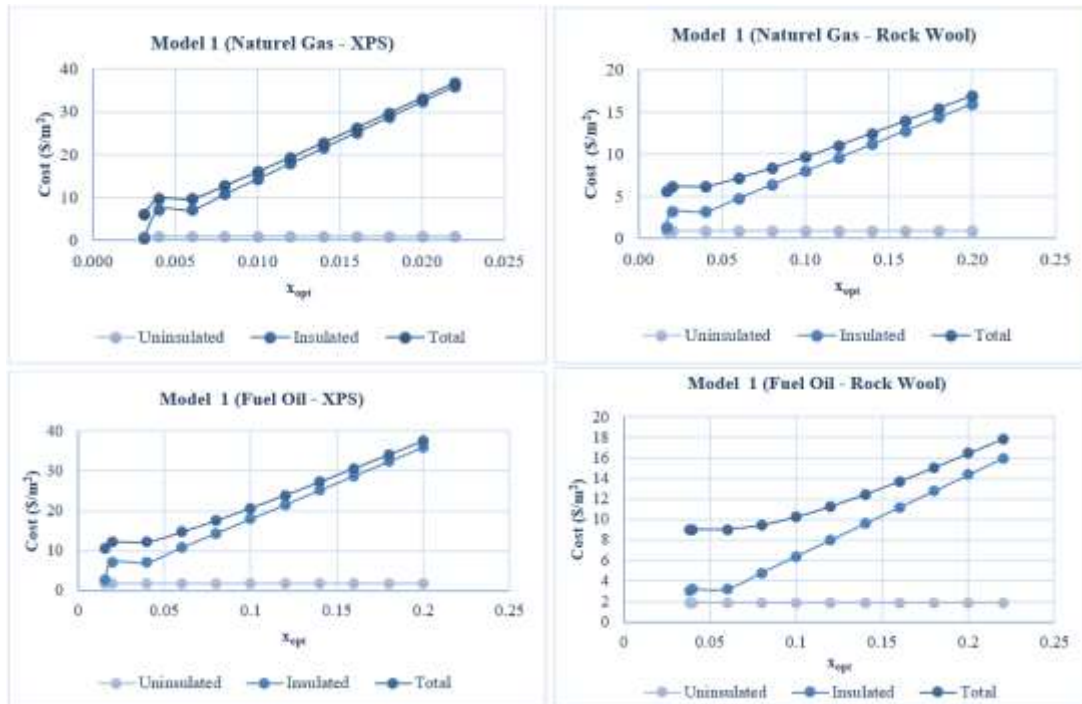 Model 1 (Naturel Gas - XPS)
Cost ($/m²)
40
30
20
10
0
0.000 0.005 0.010 0.015 0.020 0.025
xopt
Uninsulated Insulated Total
Model 1 (Naturel Gas - Rock Wool)
Cost ($/m²)
20
15
10
5
0
0.00 0.05 0.10 0.15 0.20 0.25
xopt
Uninsulated Insulated Total
Model 1 (Fuel Oil - XPS)
Cost ($/m²)
40
30
20
10
0
0 0.05 0.1 0.15 0.2 0.25
xopt
Uninsulated Insulated Total
Model 1 (Fuel Oil - Rock Wool)
Cost ($/m²)
20
18
16
14
12
10
8
6
4
2
0
0 0.05 0.1 0.15 0.2 0.25
xopt
Uninsulated Insulated Total